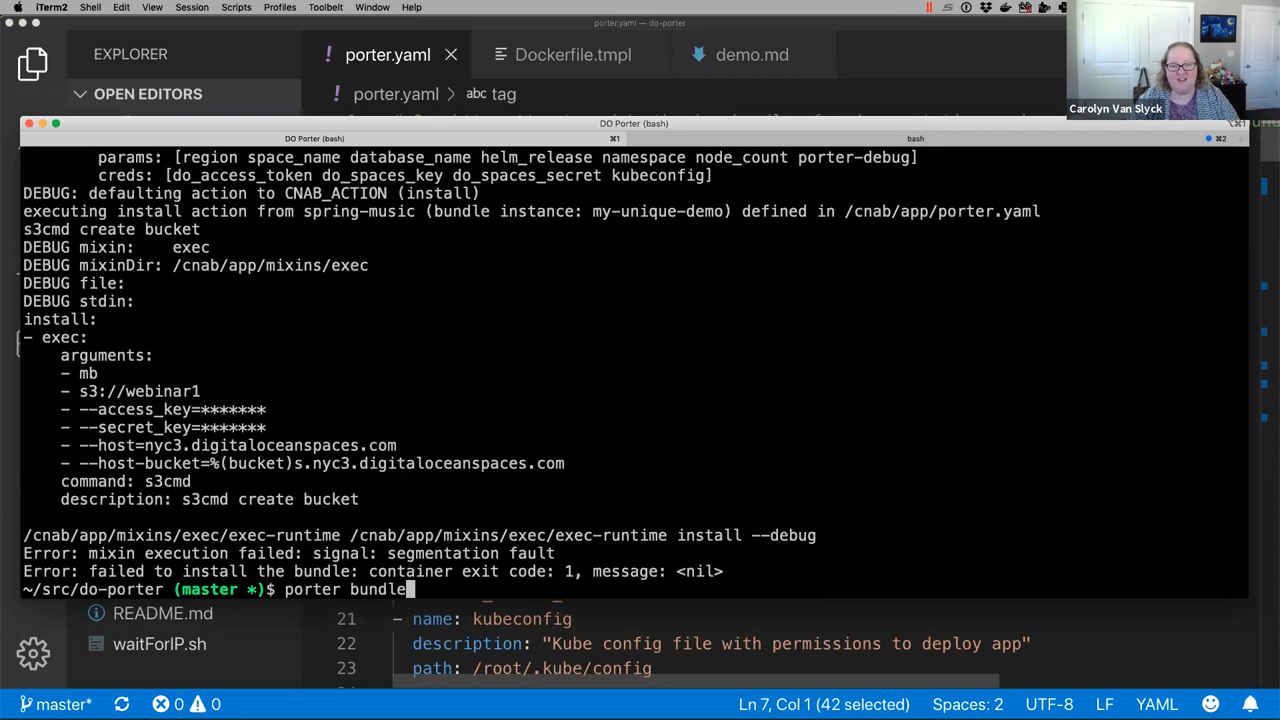 iTerm2 Shell Edit View Session Scripts Profiles Toolbelt Window Help
porter.yaml — do-porter
EXPLORER
! porter.yaml
Dockerfile.tmpl
demo.md
OPEN EDITORS
! porter.yaml > abc tag
Carolyn Van Slyck
DO Porter (bash)
DO Porter (bash) ⌘1
bash ⌘2
params: [region space_name database_name helm_release namespace node_count porter-debug]
creds: [do_access_token do_spaces_key do_spaces_secret kubeconfig]
DEBUG: defaulting action to CNAB_ACTION (install)
executing install action from spring-music (bundle instance: my-unique-demo) defined in /cnab/app/porter.yaml
s3cmd create bucket
DEBUG mixin:    exec
DEBUG mixinDir: /cnab/app/mixins/exec
DEBUG file:
DEBUG stdin:
install:
- exec:
arguments:
- mb
- s3://webinar1
- --access_key=*******
- --secret_key=*******
- --host=nyc3.digitaloceanspaces.com
- --host-bucket=%(bucket)s.nyc3.digitaloceanspaces.com
command: s3cmd
description: s3cmd create bucket
/cnab/app/mixins/exec/exec-runtime /cnab/app/mixins/exec/exec-runtime install --debug
Error: mixin execution failed: signal: segmentation fault
Error: failed to install the bundle: container exit code: 1, message: <nil>
~/src/do-porter (master *)$ porter bundle
README.md
waitForIP.sh
21 - name: kubeconfig
22 description: "Kube config file with permissions to deploy app"
23 path: /root/.kube/config
master* 0 0 Ln 7, Col 1 (42 selected) Spaces: 2 UTF-8 LF YAML